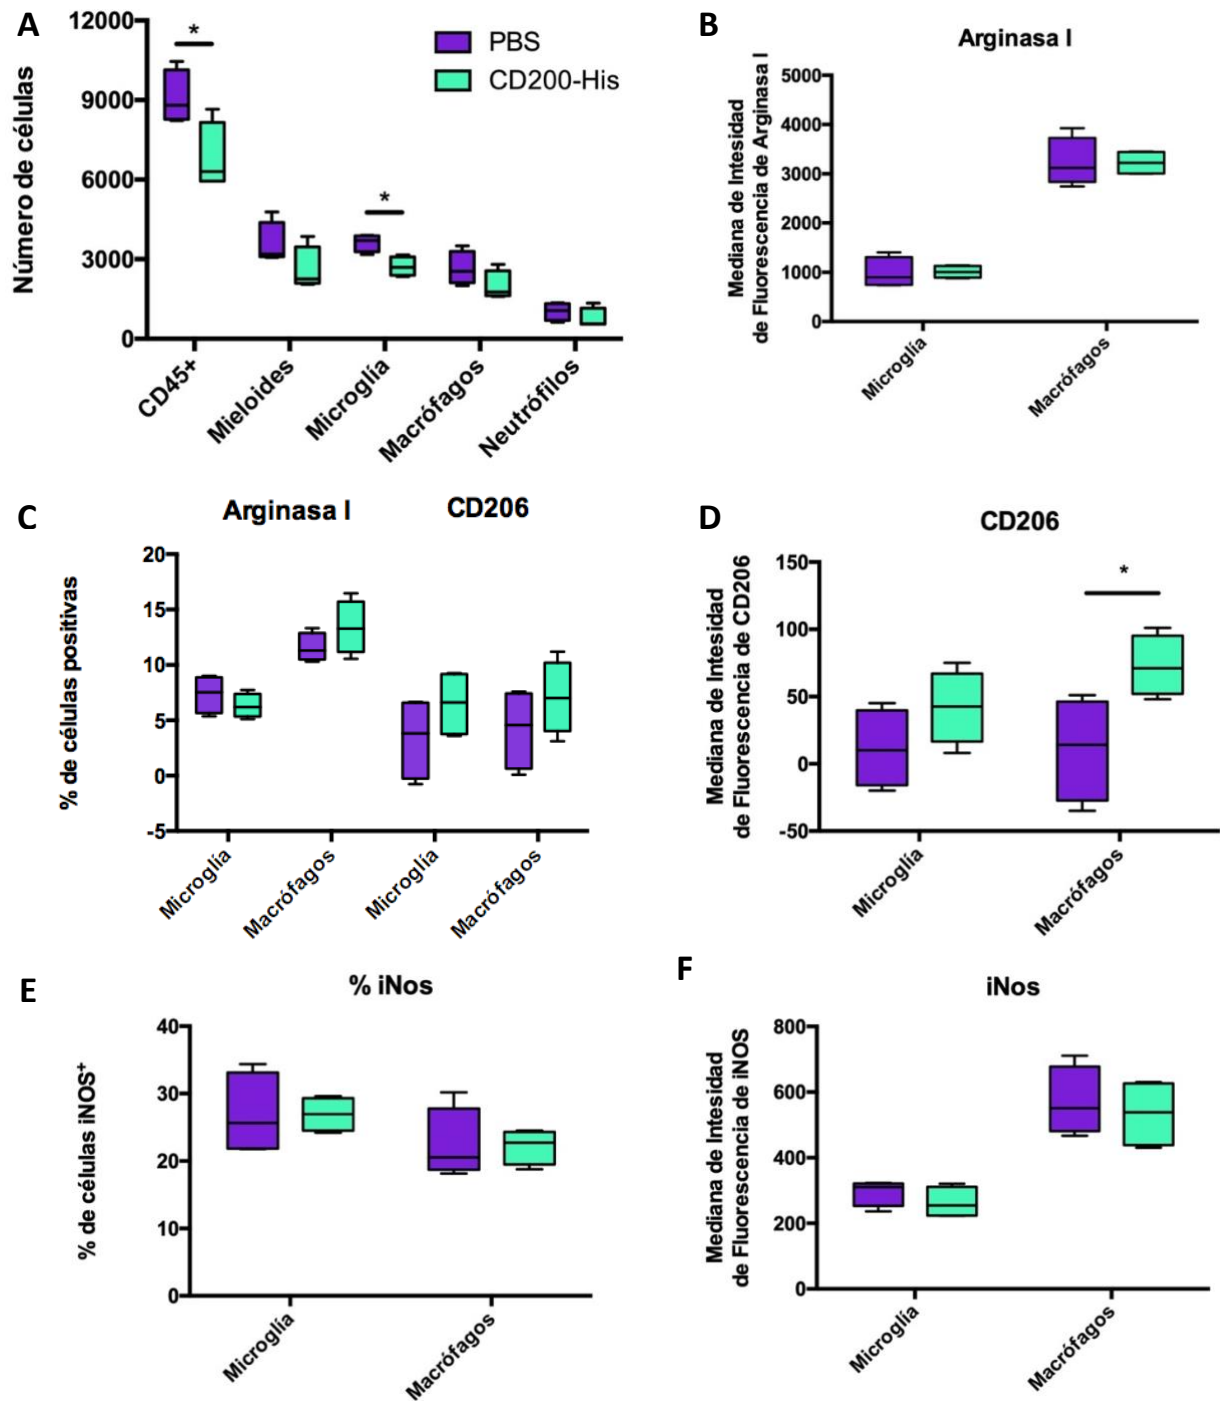 A
12000
9000
6000
3000
0
Número de células
*
*
PBS
CD200-His
CD45+
Mieloides
Microglía
Macrófagos
Neutrófilos
B
Arginasa I
Mediana de Intesidad
de Fluorescencia de Arginasa I
5000
4000
3000
2000
1000
0
Microglía
Macrófagos
C
Arginasa I
CD206
% de células positivas
20
15
10
5
0
-5
Microglía
Macrófagos
Microglía
Macrófagos
D
CD206
Mediana de Intesidad
de Fluorescencia de CD206
150
100
50
0
-50
*
Microglía
Macrófagos
E
% iNos
% de células iNOS+
40
30
20
10
0
Microglía
Macrófagos
F
iNos
Mediana de Intesidad
de Fluorescencia de iNOS
800
600
400
200
0
Microglía
Macrófagos